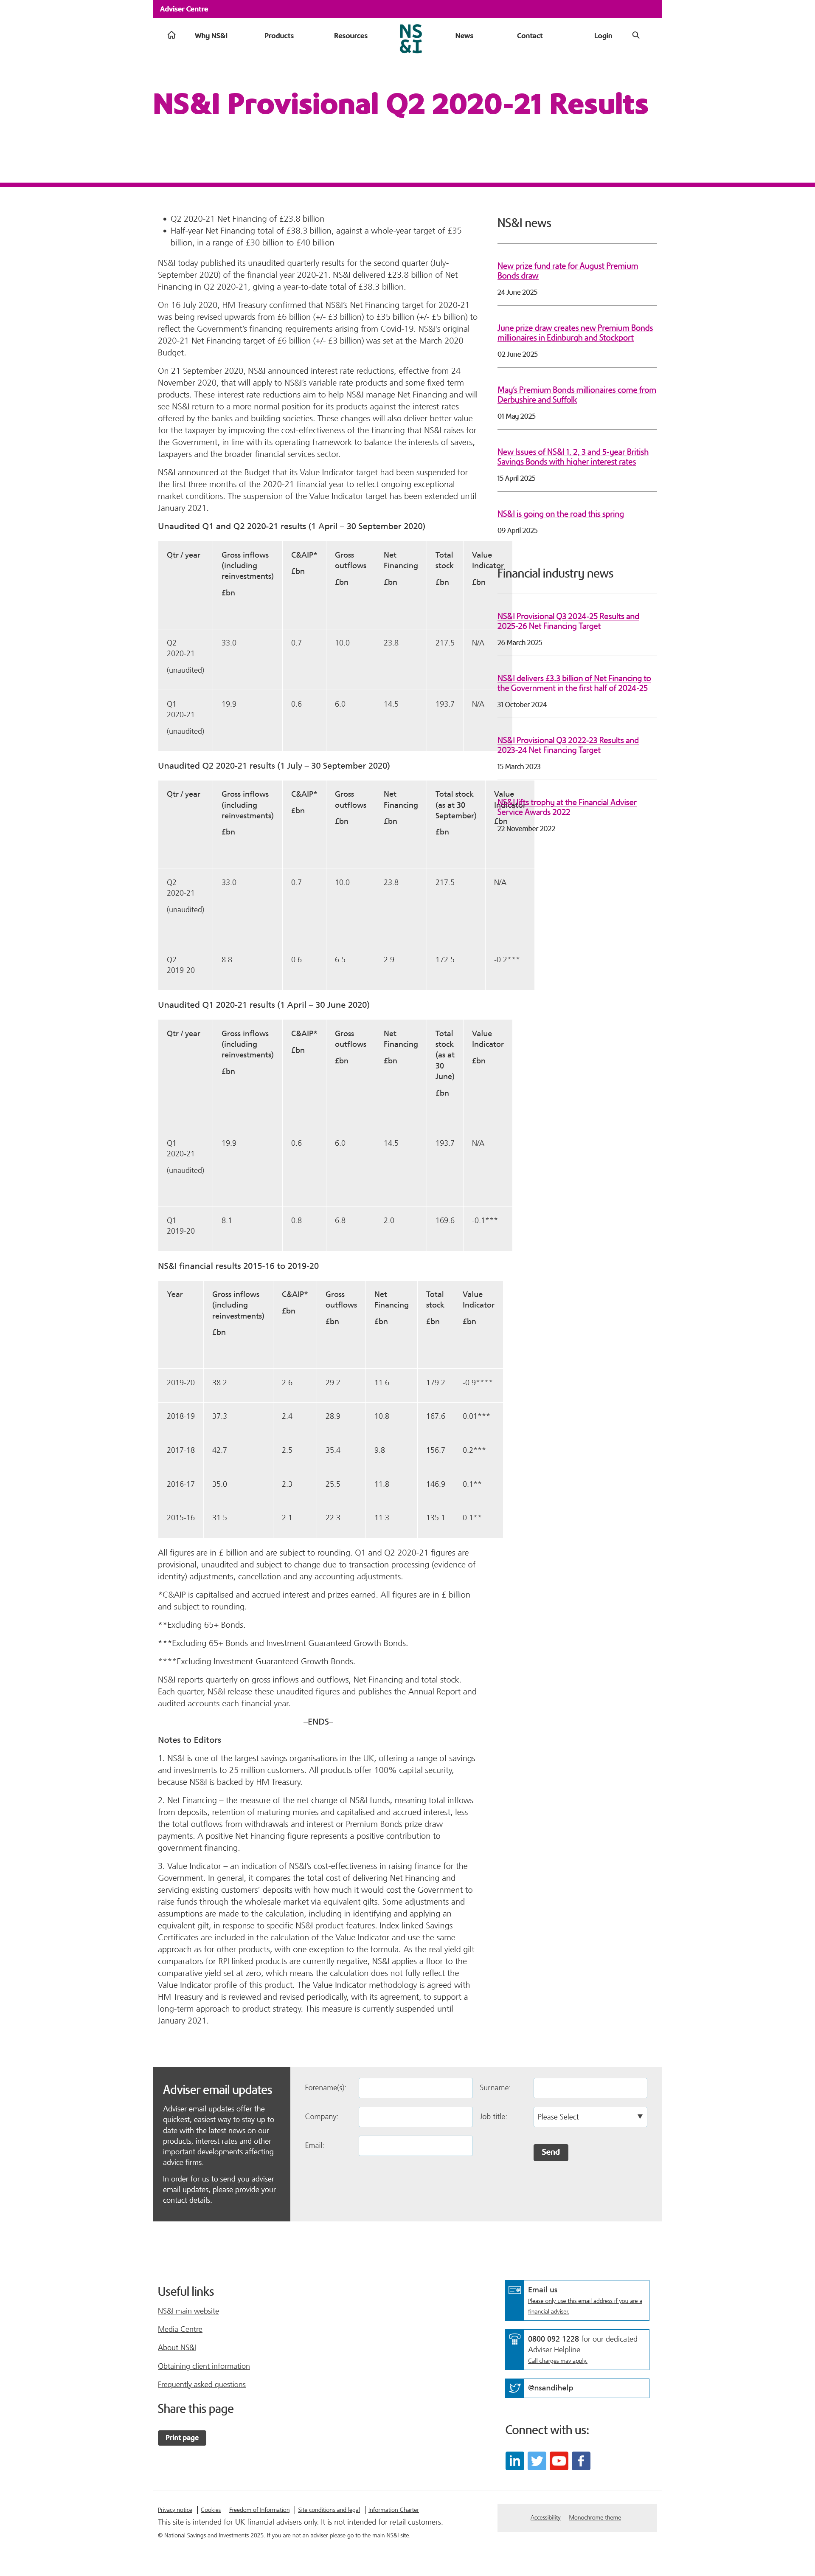 Adviser Centre
Why NS&I
Products
Resources
NS
&I
News
Contact
Login
NS&I Provisional Q2 2020-21 Results
• Q2 2020-21 Net Financing of £23.8 billion
• Half-year Net Financing total of £38.3 billion, against a whole-year target of £35
billion, in a range of £30 billion to £40 billion
NS&I today published its unaudited quarterly results for the second quarter (July-
September 2020) of the financial year 2020-21. NS&I delivered £23.8 billion of Net
Financing in Q2 2020-21, giving a year-to-date total of £38.3 billion.
On 16 July 2020, HM Treasury confirmed that NS&I's Net Financing target for 2020-21
was being revised upwards from £6 billion (+/- £3 billion) to £35 billion (+/- £5 billion) to
reflect the Government's financing requirements arising from Covid-19. NS&I's original
2020-21 Net Financing target of £6 billion (+/- £3 billion) was set at the March 2020
Budget.
On 21 September 2020, NS&I announced interest rate reductions, effective from 24
November 2020, that will apply to NS&I's variable rate products and some fixed term
products. These interest rate reductions aim to help NS&I manage Net Financing and will
see NS&I return to a more normal position for its products against the interest rates
offered by the banks and building societies. These changes will also deliver better value
for the taxpayer by improving the cost-effectiveness of the financing that NS&I raises for
the Government, in line with its operating framework to balance the interests of savers,
taxpayers and the broader financial services sector.
NS&I announced at the Budget that its Value Indicator target had been suspended for
the first three months of the 2020-21 financial year to reflect ongoing exceptional
market conditions. The suspension of the Value Indicator target has been extended until
January 2021.
Unaudited Q1 and Q2 2020-21 results (1 April – 30 September 2020)
Qtr / year Gross inflows (including reinvestments) £bn C&AIP* £bn Gross outflows £bn Net Financing £bn Total stock £bn Value Indicator £bn
Q2 2020-21 (unaudited) 33.0 0.7 10.0 23.8 217.5 N/A
Q1 2020-21 (unaudited) 19.9 0.6 6.0 14.5 193.7 N/A
Unaudited Q2 2020-21 results (1 July – 30 September 2020)
Qtr / year Gross inflows (including reinvestments) £bn C&AIP* £bn Gross outflows £bn Net Financing £bn Total stock (as at 30 September) £bn Value Indicator £bn
Q2 2020-21 (unaudited) 33.0 0.7 10.0 23.8 217.5 N/A
Q2 2019-20 8.8 0.6 6.5 2.9 172.5 -0.2***
Unaudited Q1 2020-21 results (1 April – 30 June 2020)
Qtr / year Gross inflows (including reinvestments) £bn C&AIP* £bn Gross outflows £bn Net Financing £bn Total stock (as at 30 June) £bn Value Indicator £bn
Q1 2020-21 (unaudited) 19.9 0.6 6.0 14.5 193.7 N/A
Q1 2019-20 8.1 0.8 6.8 2.0 169.6 -0.1***
NS&I financial results 2015-16 to 2019-20
Year Gross inflows (including reinvestments) £bn C&AIP* £bn Gross outflows £bn Net Financing £bn Total stock £bn Value Indicator £bn
2019-20 38.2 2.6 29.2 11.6 179.2 -0.9****
2018-19 37.3 2.4 28.9 10.8 167.6 0.01***
2017-18 42.7 2.5 35.4 9.8 156.7 0.2***
2016-17 35.0 2.3 25.5 11.8 146.9 0.1**
2015-16 31.5 2.1 22.3 11.3 135.1 0.1**
All figures are in £ billion and are subject to rounding. Q1 and Q2 2020-21 figures are
provisional, unaudited and subject to change due to transaction processing (evidence of
identity) adjustments, cancellation and any accounting adjustments.
*C&AIP is capitalised and accrued interest and prizes earned. All figures are in £ billion
and subject to rounding.
**Excluding 65+ Bonds.
***Excluding 65+ Bonds and Investment Guaranteed Growth Bonds.
****Excluding Investment Guaranteed Growth Bonds.
NS&I reports quarterly on gross inflows and outflows, Net Financing and total stock.
Each quarter, NS&I release these unaudited figures and publishes the Annual Report and
audited accounts each financial year.
–ENDS–
Notes to Editors
1. NS&I is one of the largest savings organisations in the UK, offering a range of savings
and investments to 25 million customers. All products offer 100% capital security,
because NS&I is backed by HM Treasury.
2. Net Financing – the measure of the net change of NS&I funds, meaning total inflows
from deposits, retention of maturing monies and capitalised and accrued interest, less
the total outflows from withdrawals and interest or Premium Bonds prize draw
payments. A positive Net Financing figure represents a positive contribution to
government financing.
3. Value Indicator – an indication of NS&I's cost-effectiveness in raising finance for the
Government. In general, it compares the total cost of delivering Net Financing and
servicing existing customers' deposits with how much it would cost the Government to
raise funds through the wholesale market via equivalent gilts. Some adjustments and
assumptions are made to the calculation, including in identifying and applying an
equivalent gilt, in response to specific NS&I product features. Index-linked Savings
Certificates are included in the calculation of the Value Indicator and use the same
approach as for other poducts, with one exception to the formula. As the real yield gilt
comparators for RPI linked products are currently negative, NS&I applies a floor to the
comparative yield set at zero, which means the calculation does not fully reflect the
Value Indicator profile of this product. The Value Indicator methodology is agreed with
HM Treasury and is reviewed and revised periodically, with its agreement, to support a
long-term approach to product strategy. This measure is currently suspended until
January 2021.
NS&I news
New prize fund rate for August Premium
Bonds draw
24 June 2025
June prize draw creates new Premium Bonds
millionaires in Edinburgh and Stockport
02 June 2025
May's Premium Bonds millionaires come from
Derbyshire and Suffolk
01 May 2025
New Issues of NS&I 1, 2, 3 and 5-year British
Savings Bonds with higher interest rates
15 April 2025
NS&I is going on the road this spring
09 April 2025
Financial industry news
NS&I Provisional Q3 2024-25 Results and
2025-26 Net Financing Target
26 March 2025
NS&I delivers £3.3 billion of Net Financing to
the Government in the first half of 2024-25
31 October 2024
NS&I Provisional Q3 2022-23 Results and
2023-24 Net Financing Target
15 March 2023
NS&I lifts trophy at the Financial Adviser
Service Awards 2022
22 November 2022
Adviser email updates
Adviser email updates offer the
quickest, easiest way to stay up to
date with the latest news on our
products, interest rates and other
important developments affecting
advice firms.
In order for us to send you adviser
email updates, please provide your
contact details.
Forename(s):
Surname:
Company:
Job title:
Please Select
Email:
Send
Useful links
NS&I main website
Media Centre
About NS&I
Obtaining client information
Frequently asked questions
Share this page
Print page
Email us
Please only use this email address if you are a
financial adviser.
0800 092 1228 for our dedicated
Adviser Helpline.
Call charges may apply.
@nsandihelp
Connect with us:
Privacy notice | Cookies | Freedom of Information | Site conditions and legal | Information Charter
This site is intended for UK financial advisers only. It is not intended for retail customers.
© National Savings and Investments 2025. If you are not an adviser please go to the main NS&I site.
Accessibility | Monochrome theme